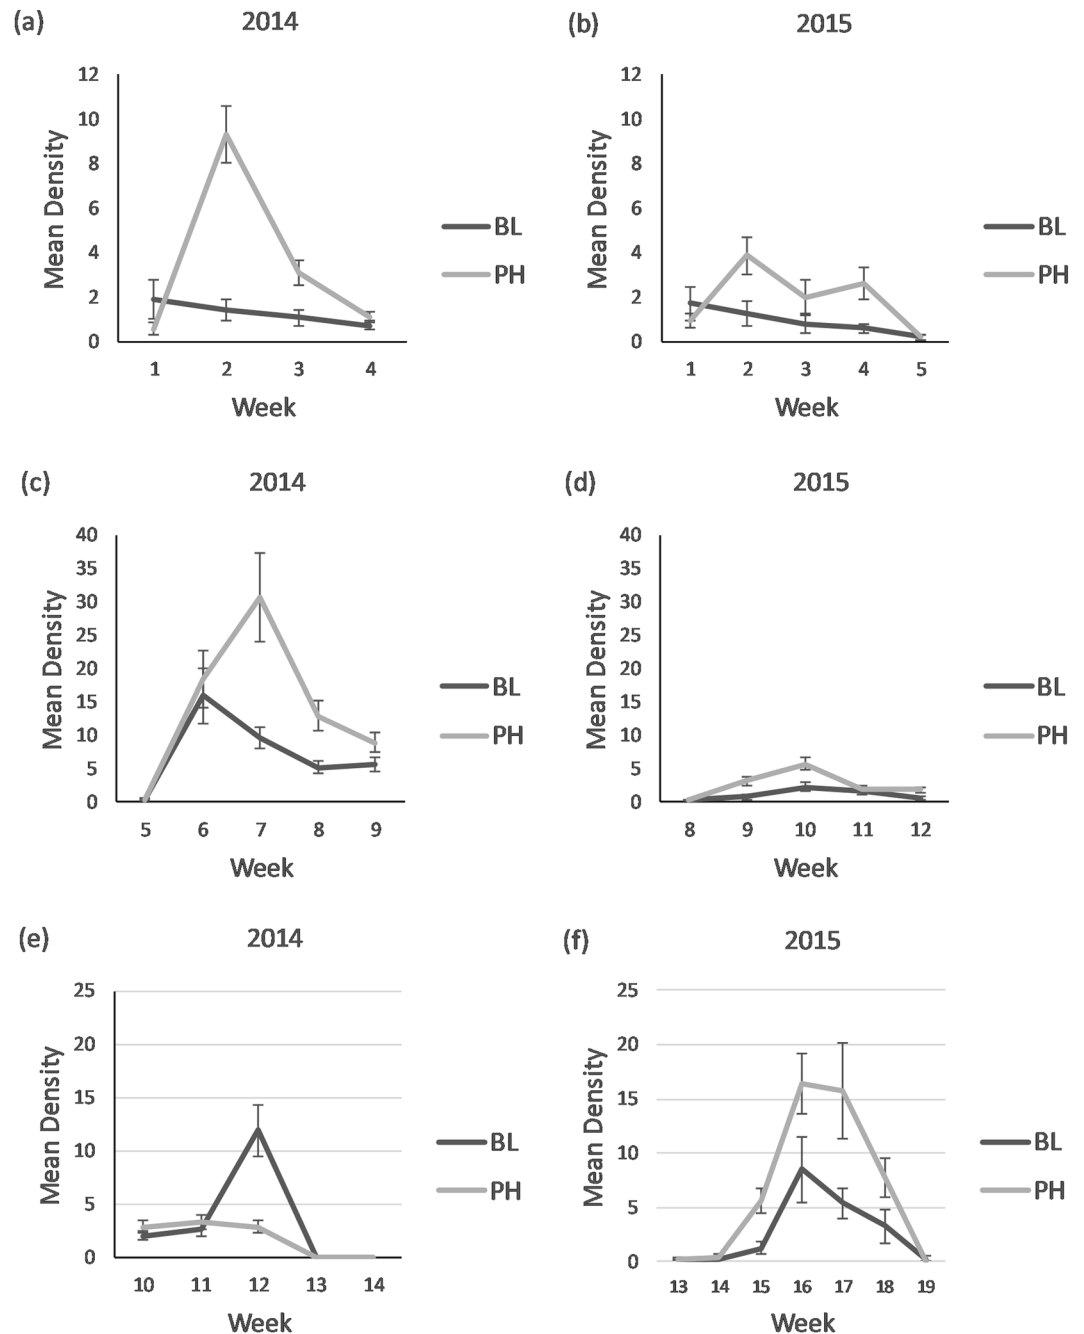 (a) 2014
12
10
8
6
4
2
0
Mean Density
1 2 3 4
Week
BL
PH
(b) 2015
12
10
8
6
4
2
0
Mean Density
1 2 3 4 5
Week
BL
PH
(c) 2014
40
35
30
25
20
15
10
5
0
Mean Density
5 6 7 8 9
Week
BL
PH
(d) 2015
40
35
30
25
20
15
10
5
0
Mean Density
8 9 10 11 12
Week
BL
PH
(e) 2014
25
20
15
10
5
0
Mean Density
10 11 12 13 14
Week
BL
PH
(f) 2015
25
20
15
10
5
0
Mean Density
13 14 15 16 17 18 19
Week
BL
PH